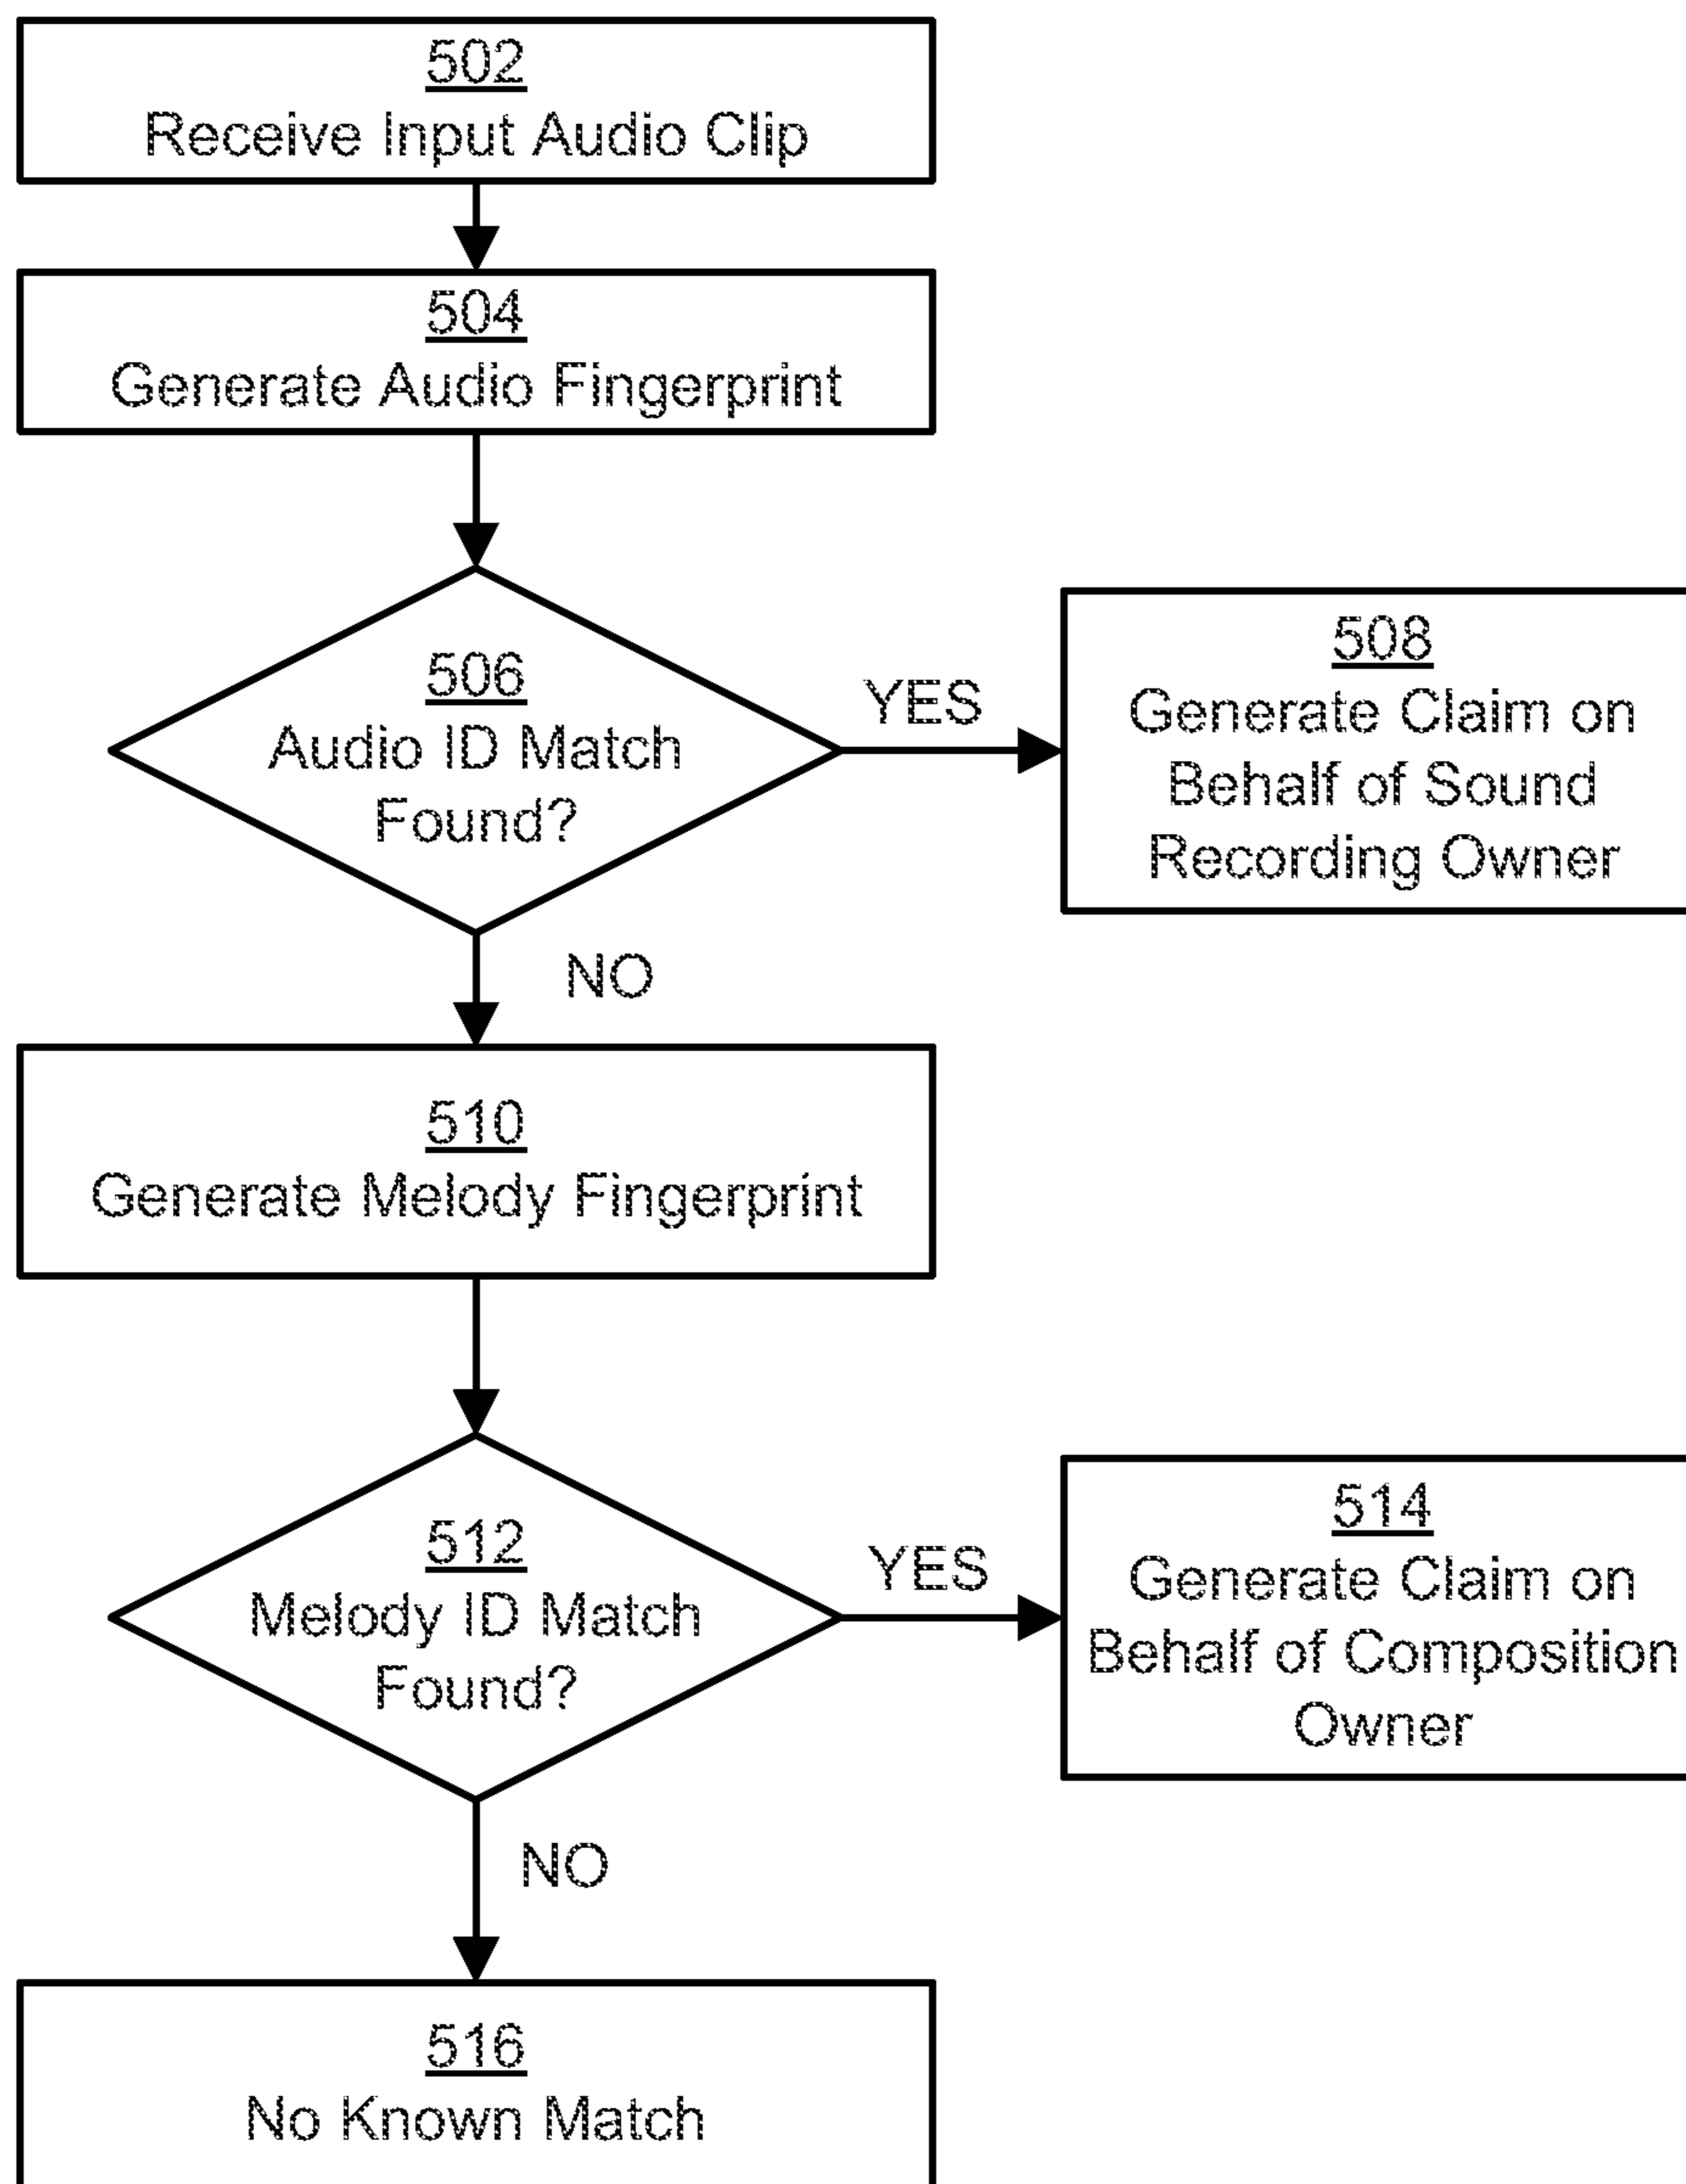 502
Receive Input Audio Clip
504
Generate Audio Fingerprint
506
Audio ID Match
Found?
YES
508
Generate Claim on
Behalf of Sound
Recording Owner
NO
510
Generate Melody Fingerprint
512
Melody ID Match
Found?
YES
514
Generate Claim on
Behalf of Composition
Owner
NO
516
No Known Match